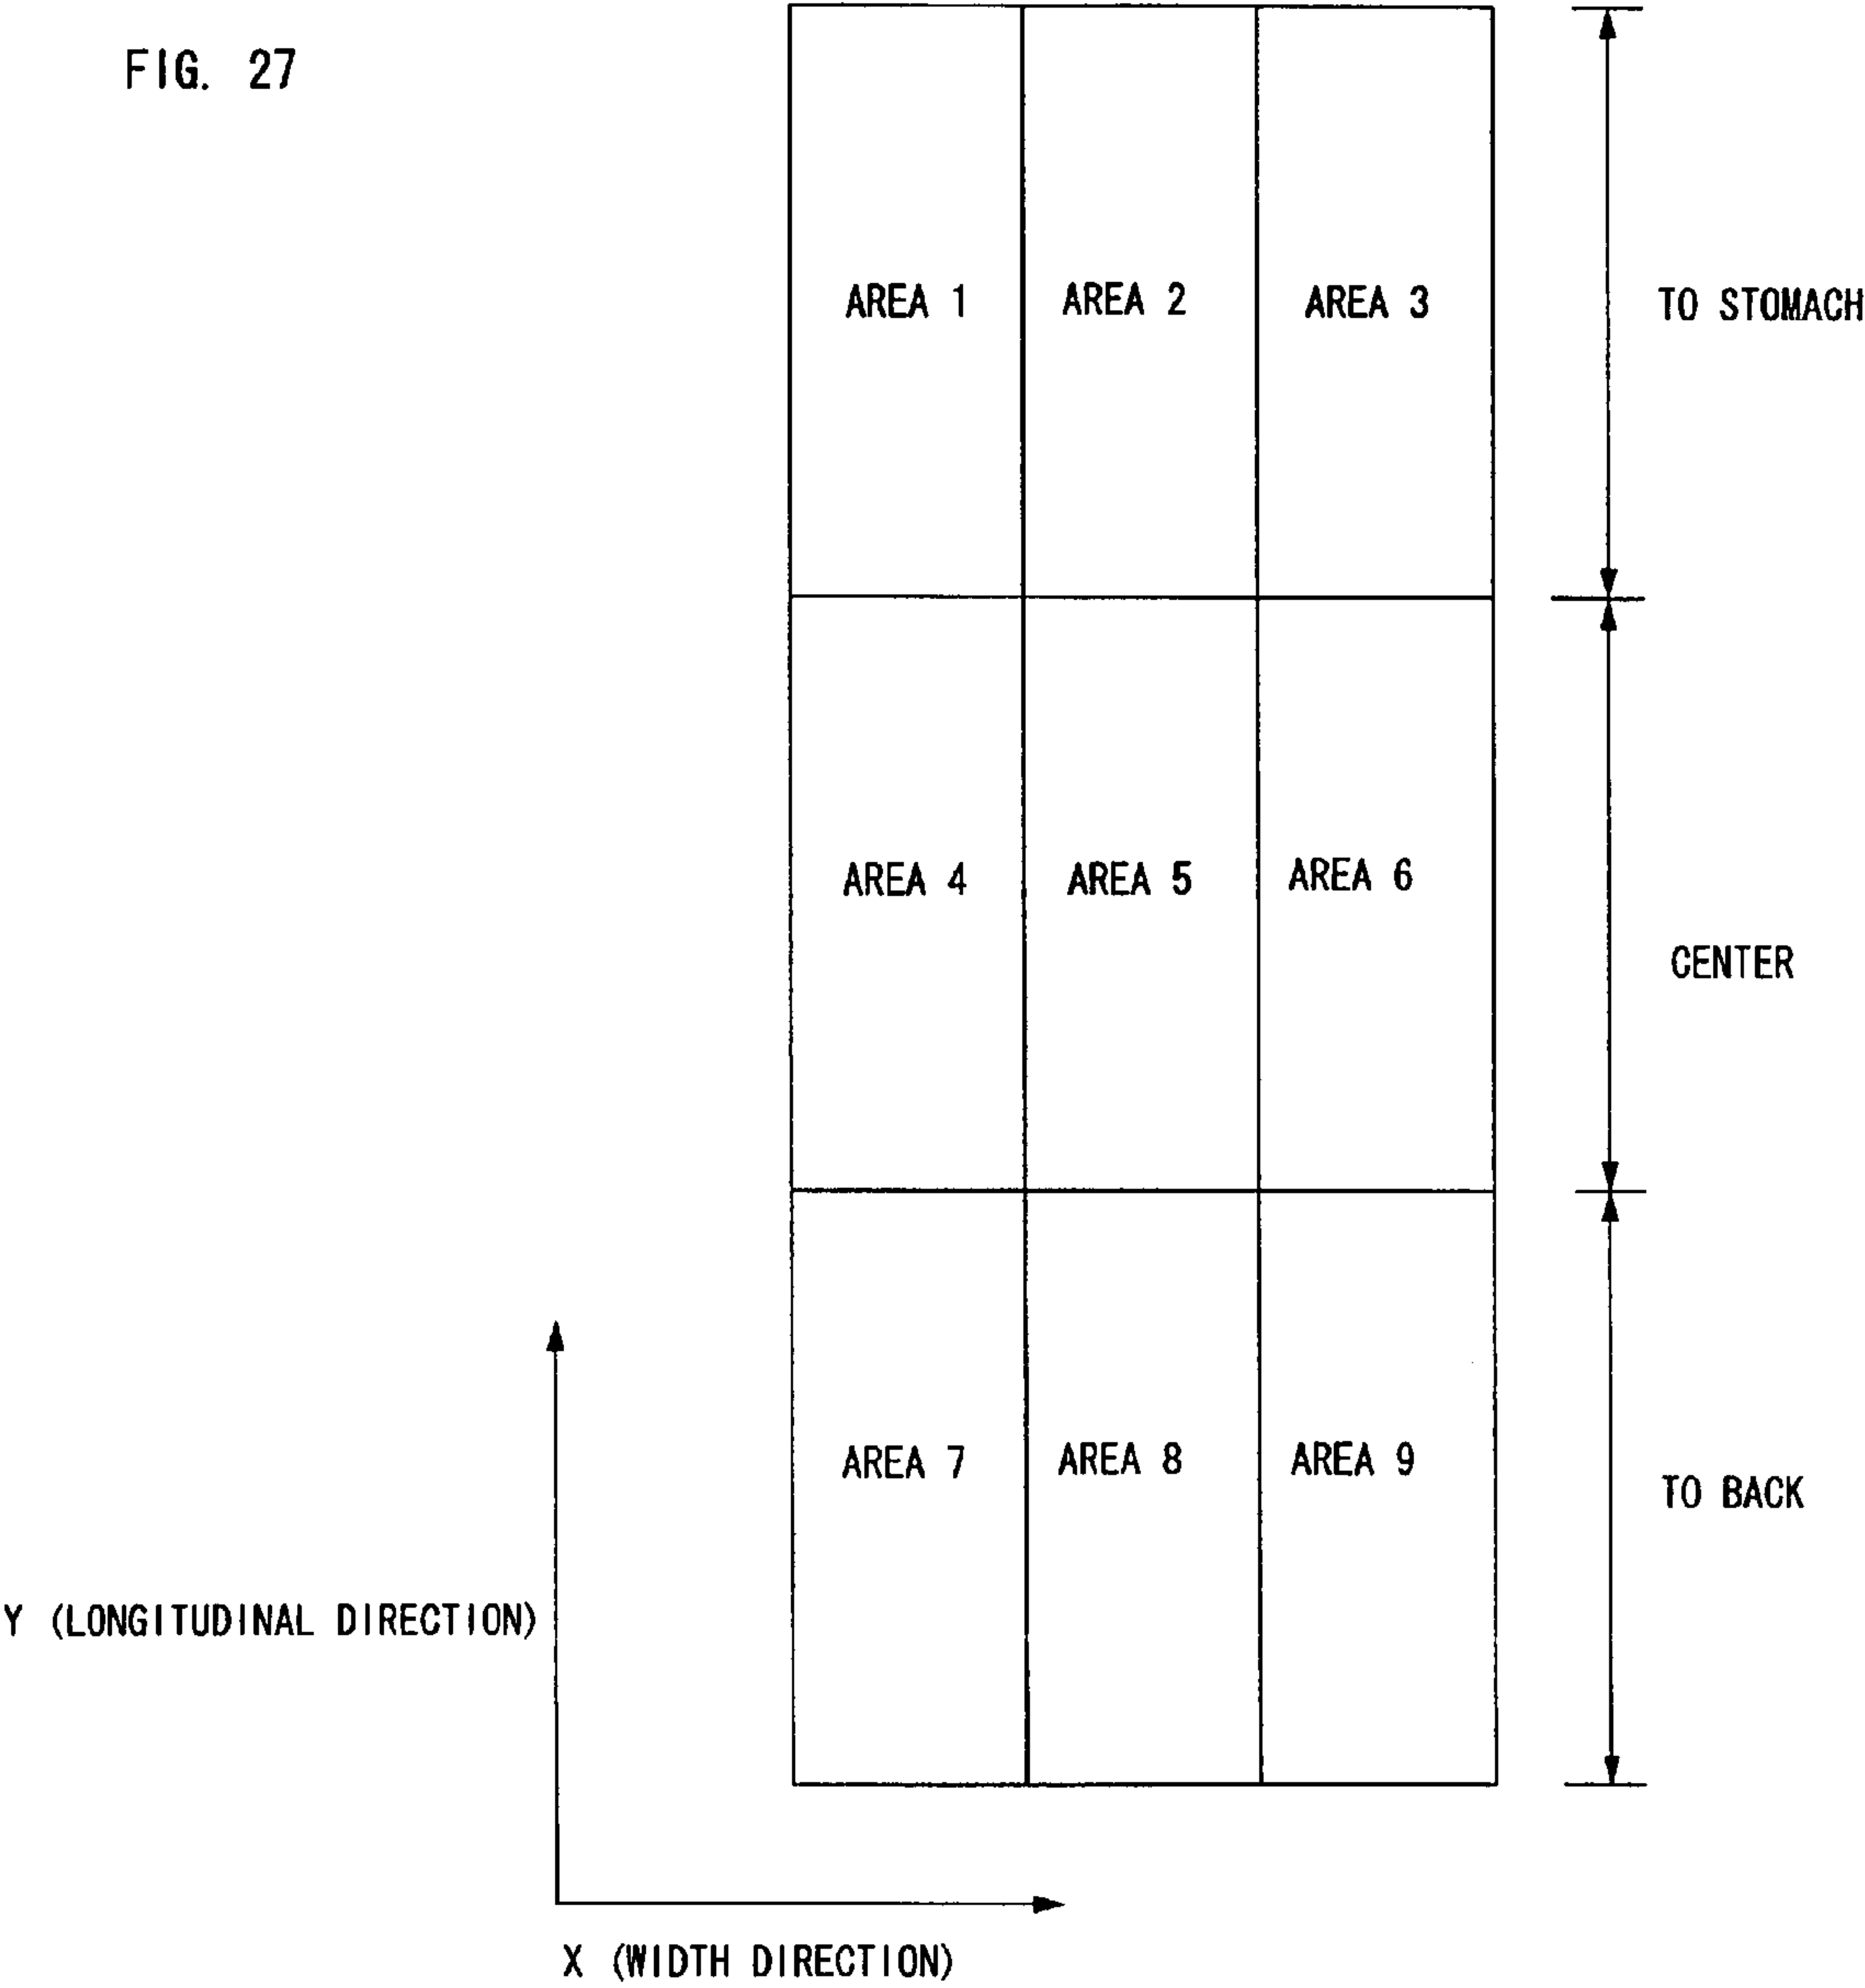 FIG. 27
AREA 1
AREA 2
AREA 3
TO STOMACH
AREA 4
AREA 5
AREA 6
CENTER
AREA 7
AREA 8
AREA 9
TO BACK
Y (LONGITUDINAL DIRECTION)
X (WIDTH DIRECTION)